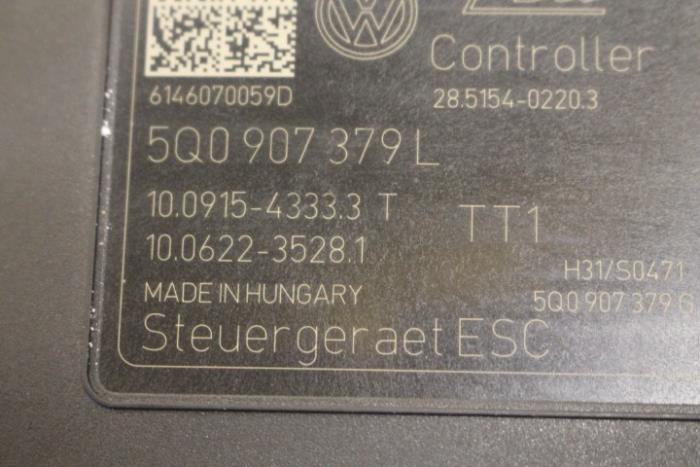 Controller
6146070059D 28.5154-0220.3
5Q0 907 379 L
10.0915-4333.3 T TT1
10.0622-3528.1
H31/S0471
MADE IN HUNGARY 5Q0 907 379
Steuergeraet ESC